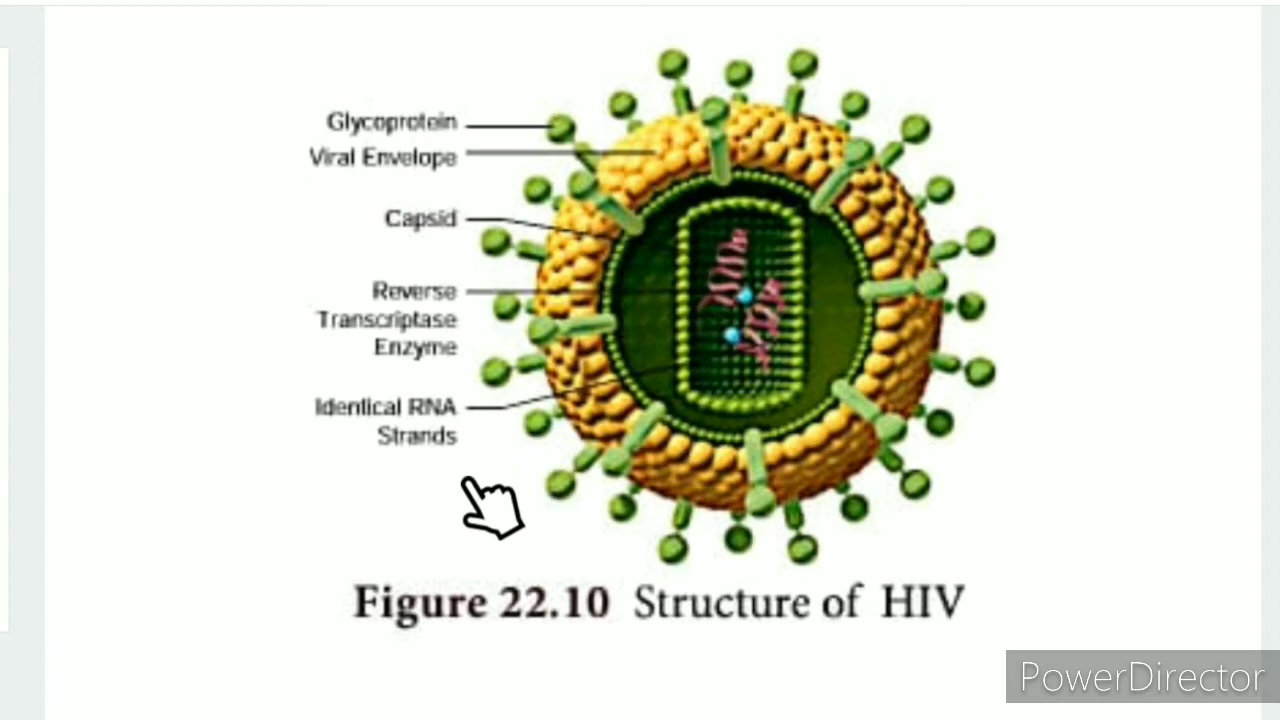 Glycoprotein
Viral Envelope
Capsid
Reverse
Transcriptase
Enzyme
Identical RNA
Strands
Figure 22.10 Structure of HIV
PowerDirector